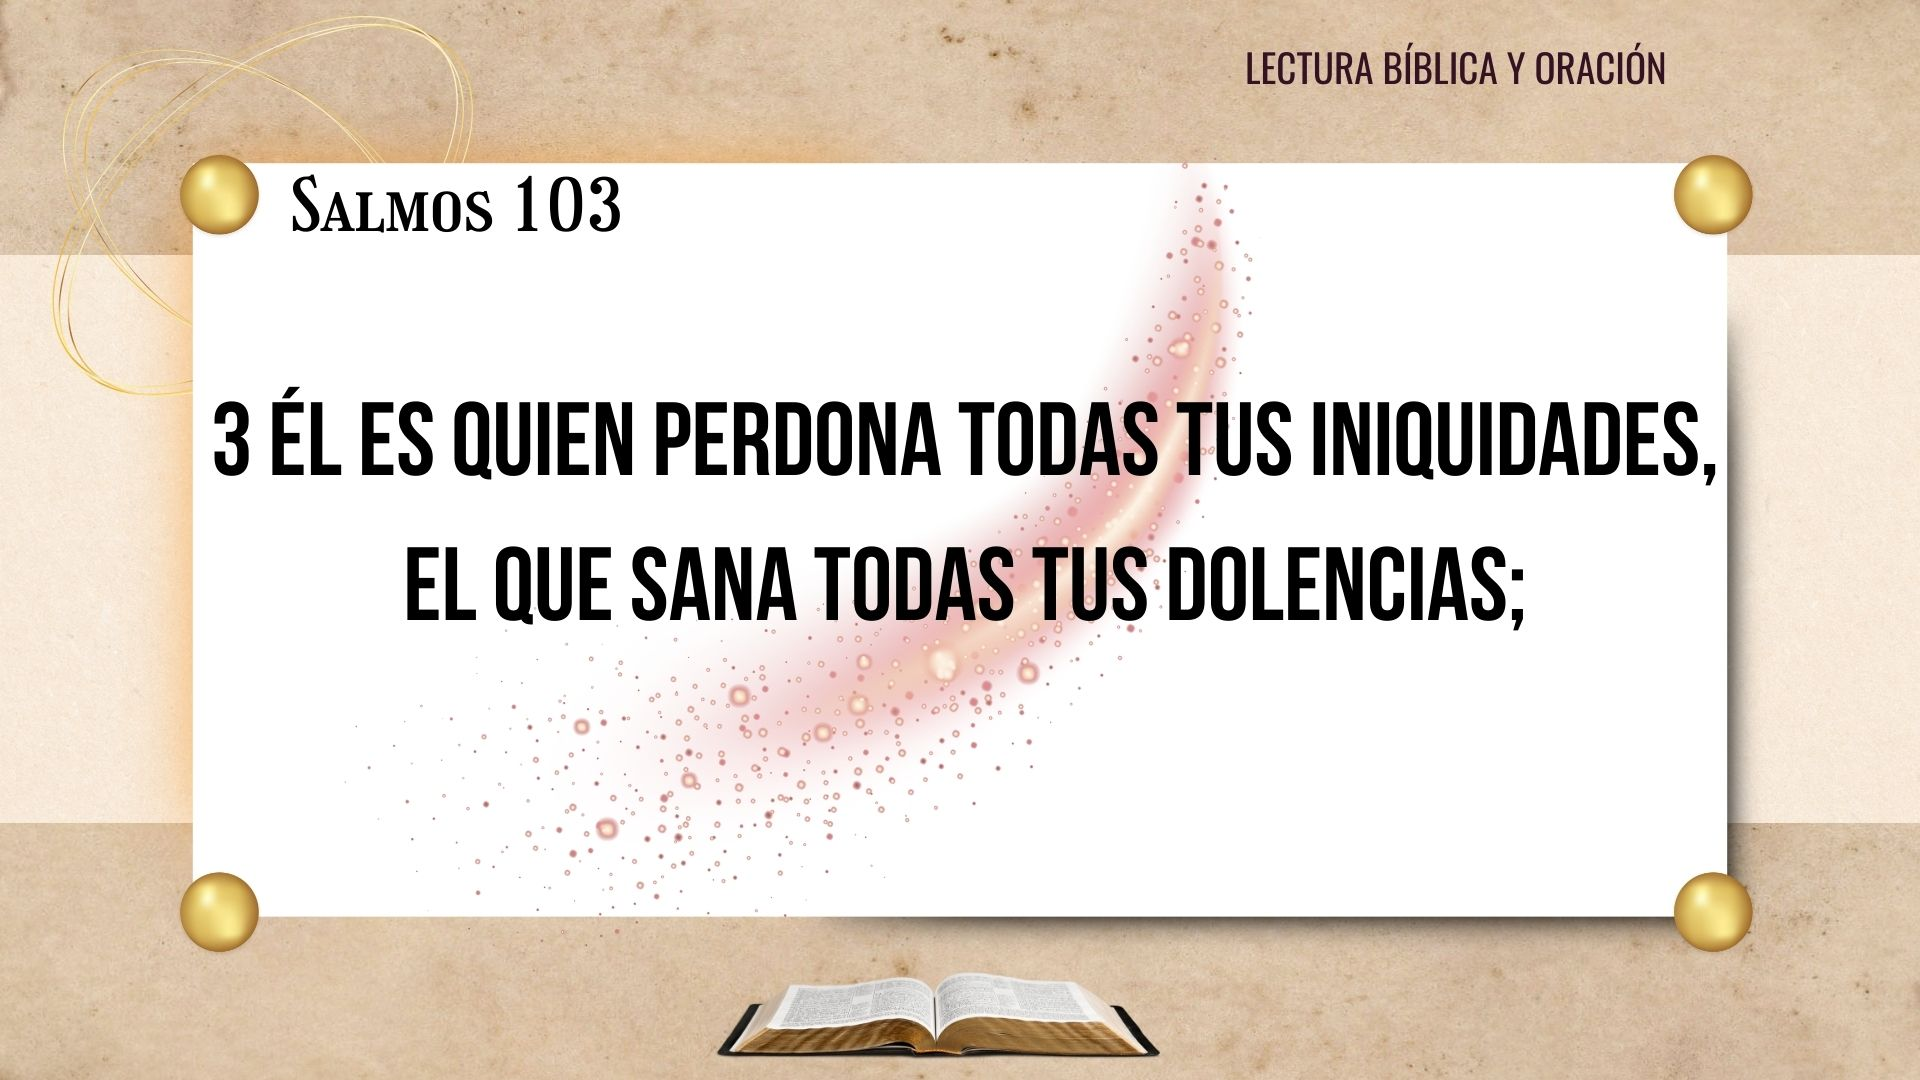 LECTURA BÍBLICA Y ORACIÓN
Salmos 103
3 ÉL ES QUIEN PERDONA TODAS TUS INIQUIDADES,
EL QUE SANA TODAS TUS DOLENCIAS;